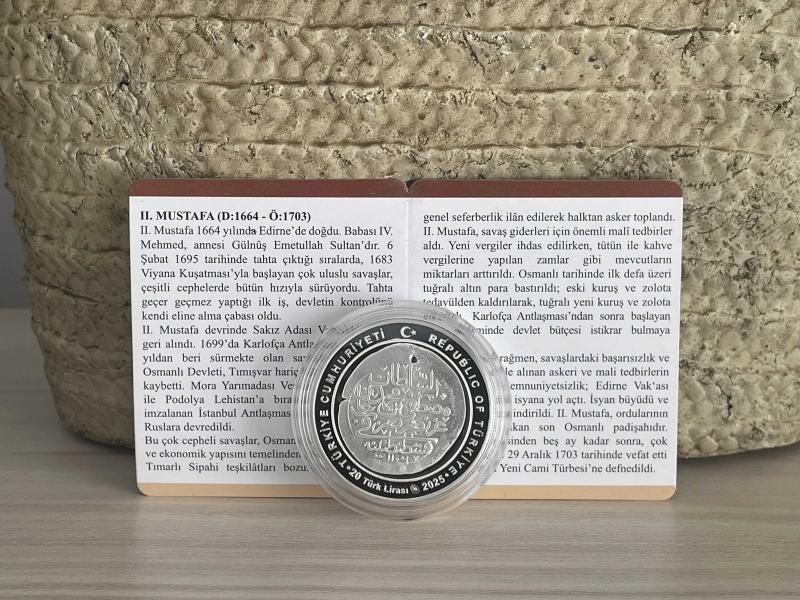 II. MUSTAFA (D:1664 - Ö:1703)
II. Mustafa 1664 yılında Edirne'de doğdu. Babası IV.
Mehmed, annesi Gülnûş Emetullah Sultan'dır. 6
Şubat 1695 tarihinde tahta çıktığı sıralarda, 1683
Viyana Kuşatması'yla başlayan çok uluslu savaşlar,
çeşitli cephelerde bütün hızıyla sürüyordu. Tahta
geçer geçmez yaptığı ilk iş, devletin kontrolünü
kendi eline alma çabası oldu.
II. Mustafa devrinde Sakız Adası
geri alındı. 1699'da Karlofça
yıldan beri sürmekte olan
Osmanlı Devleti, Tımışvar hariç
kaybetti. Mora Yarımadası
ile Podolya Lehistan'a
imzalanan İstanbul Antlaşması
Ruslara devredildi.
Bu çok cepheli savaşlar,
ve ekonomik yapısını temelinden
Tımarlı Sipahi teşkilâtları
genel seferberlik ilân edilerek halktan asker toplandı.
II. Mustafa, savaş giderleri için önemli malî tedbirler
aldı. Yeni vergiler ihdas edilirken, tütün ile kahve
vergilerine yapılan zamlar gibi mevcutların
miktarları arttırıldı. Osmanlı tarihinde ilk defa üzeri
tuğralı altın para bastırıldı; eski kuruş ve zolota
tedavülden kaldırılarak, tuğralı yeni kuruş ve zolota
Karlofça Antlaşması'ndan sonra başlayan
devlet bütçesi istikrar bulmaya
rağmen, savaşlardaki başarısızlık ve
alınan askeri ve mali tedbirlerin
Edirne Vak'ası
isyana yol açtı. İsyan büyüdü ve
indirildi. II. Mustafa, ordularının
son Osmanlı padişahıdır.
beş ay kadar sonra, çok
29 Aralık 1703 tarihinde vefat etti
Yeni Cami Türbesi'ne defnedildi.
TÜRKİYE CUMHURİYETİ
REPUBLIC OF TÜRKİYE
20 Türk Lirası 2025